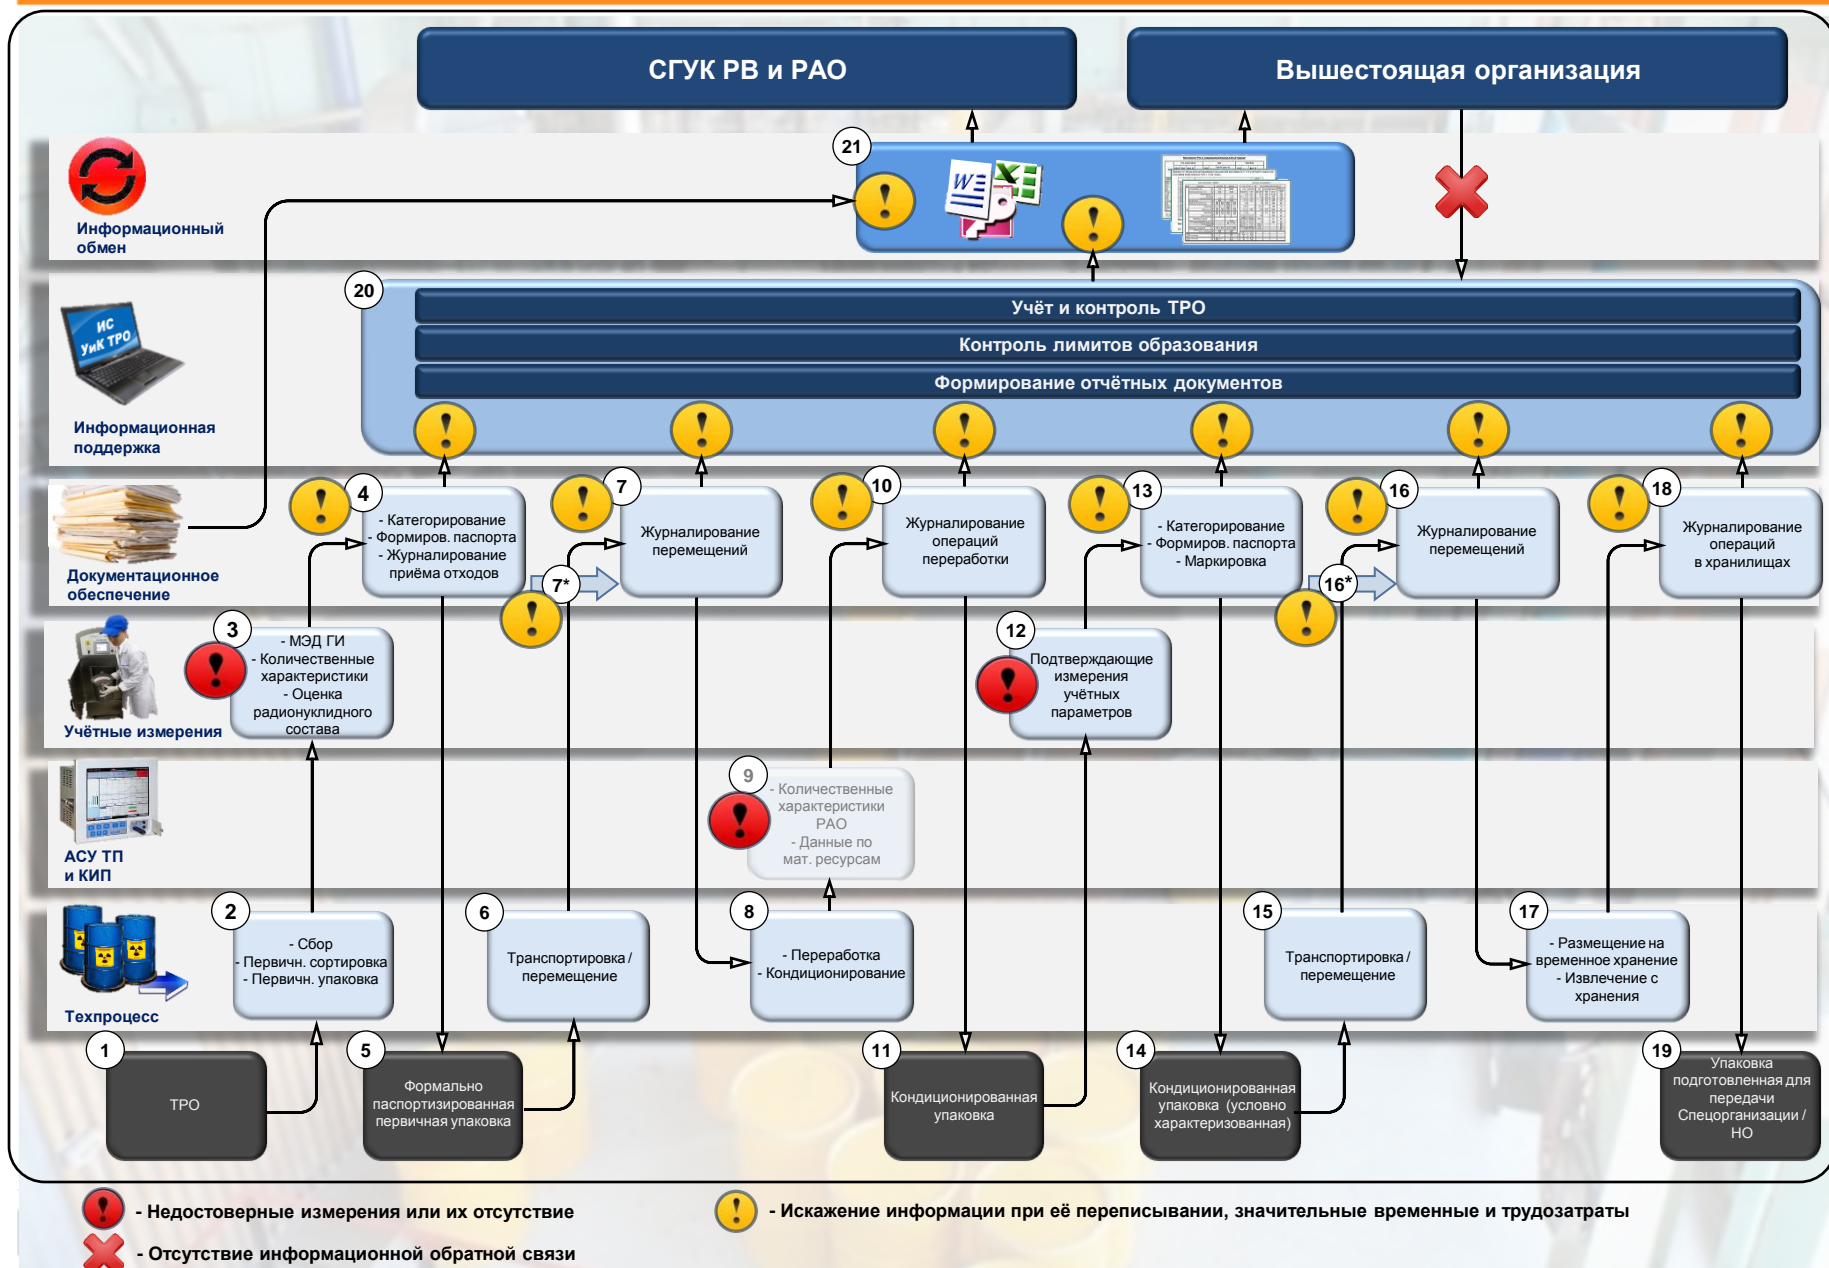 СГУК РВ и РАО
Вышестоящая организация
21
Информационный
обмен
20
Учёт и контроль ТРО
Контроль лимитов образования
Формирование отчётных документов
ИС
УиК ТРО
Информационная
поддержка
4
- Категорирование
- Формиров. паспорта
- Журналирование
приёма отходов
7
Журналирование
перемещений
7*
10
Журналирование
операций
переработки
13
- Категорирование
- Формиров. паспорта
- Маркировка
16
Журналирование
перемещений
16*
18
Журналирование
операций
в хранилищах
Документационное
обеспечение
3
- МЭД ГИ
- Количественные
характеристики
- Оценка
радионуклидного
состава
12
Подтверждающие
измерения
учётных
параметров
Учётные измерения
9
- Количественные
характеристики
РАО
- Данные по
мат. ресурсам
АСУ ТП
и КИП
2
- Сбор
- Первичн. сортировка
- Первичн. упаковка
6
Транспортировка /
перемещение
8
- Переработка
- Кондиционирование
15
Транспортировка /
перемещение
17
- Размещение на
временное хранение
- Извлечение с
хранения
Техпроцесс
1
ТРО
5
Формально
паспортизированная
первичная упаковка
11
Кондиционированная
упаковка
14
Кондиционированная
упаковка (условно
характеризованная)
19
Упаковка
подготовленная для
передачи
Спецорганизации /
НО
- Недостоверные измерения или их отсутствие
- Искажение информации при её переписывании, значительные временные и трудозатраты
- Отсутствие информационной обратной связи